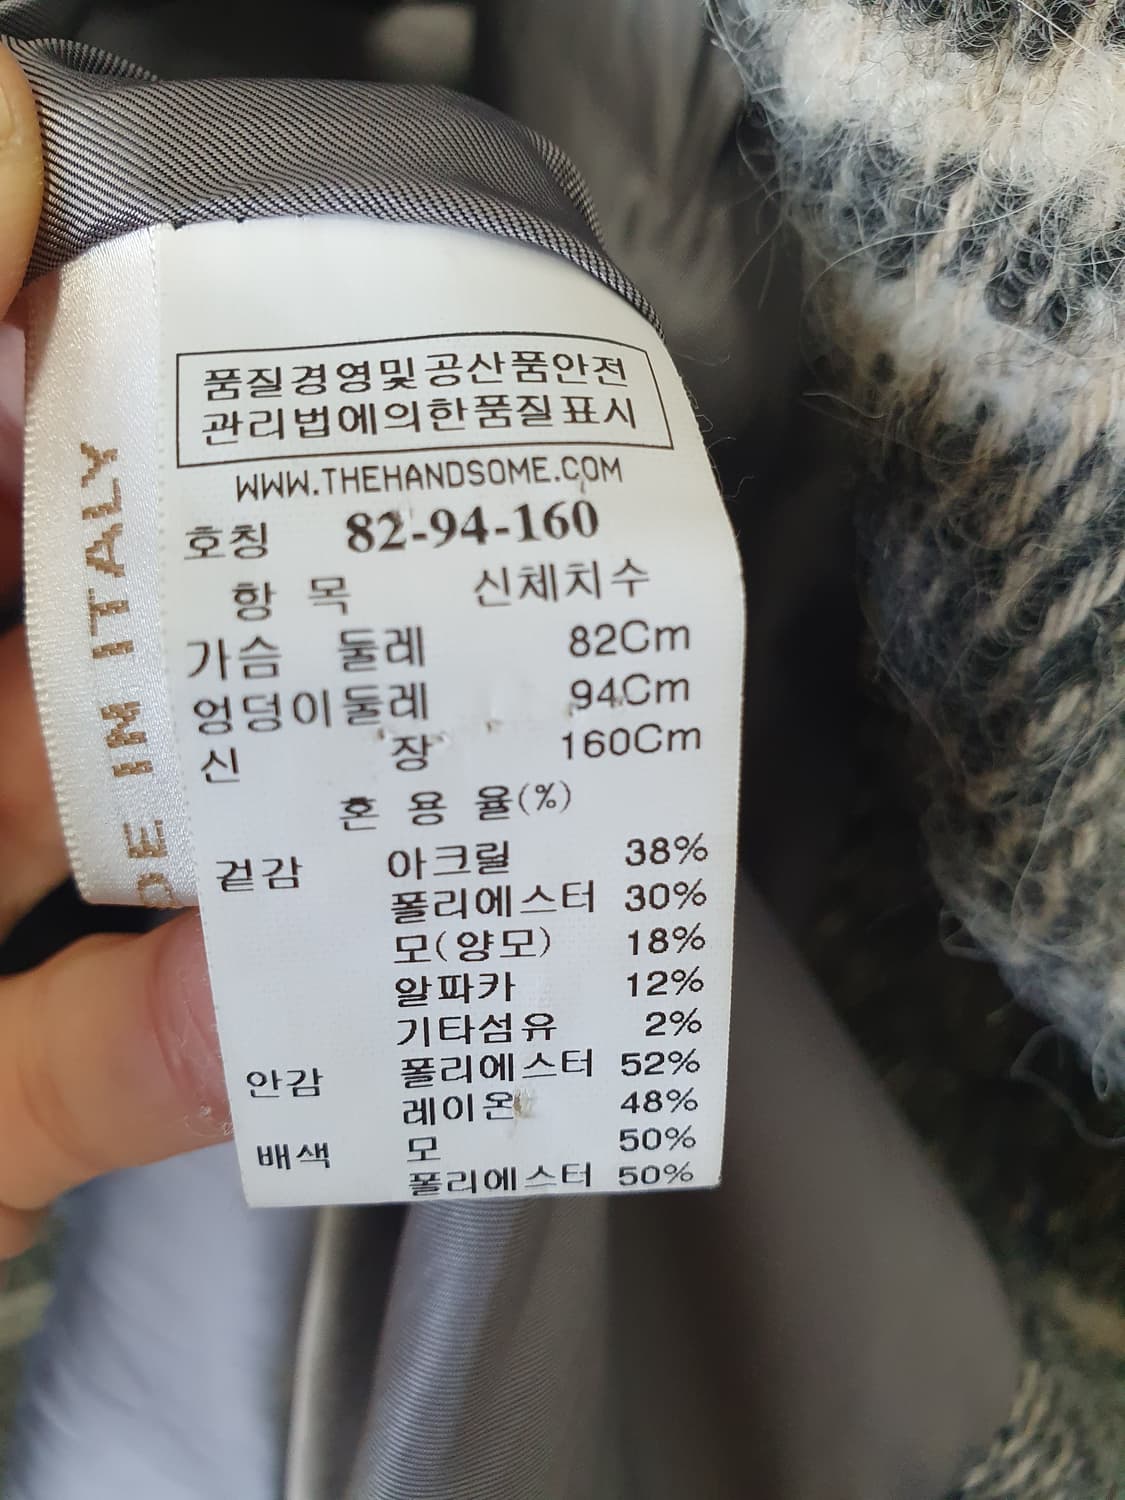 품질경영및공산품안전
관리법에의한품질표시
WWW.THEHANDSOME.COM
호칭 82-94-160
항 목 신체치수
가슴 둘레 82Cm
엉덩이둘레 94Cm
신 장 160Cm
혼 용 율(%)
겉감 아크릴 38%
폴리에스터 30%
모(양모) 18%
알파카 12%
기타섬유 2%
안감 폴리에스터 52%
레이온 48%
배색 모 50%
폴리에스터 50%
DE IN ITALY